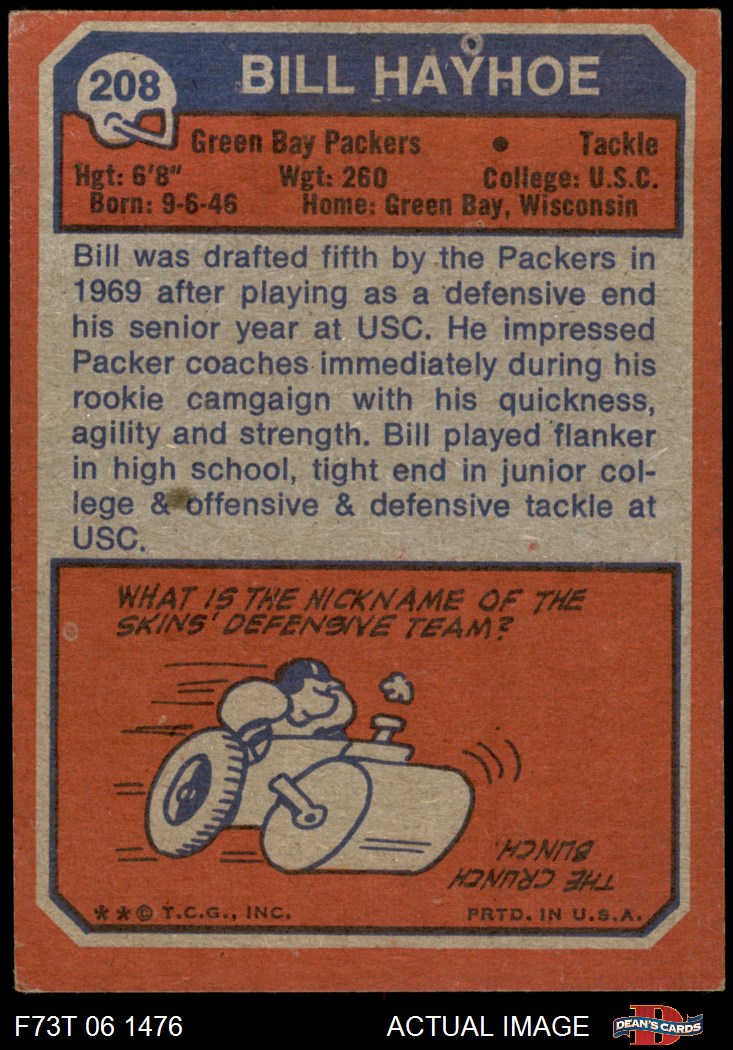 208
BILL HAYHOE
Green Bay Packers • Tackle
Hgt: 6'8" Wgt: 260 College: U.S.C.
Born: 9-6-46 Home: Green Bay, Wisconsin
Bill was drafted fifth by the Packers in
1969 after playing as a defensive end
his senior year at USC. He impressed
Packer coaches immediately during his
rookie camgaign with his quickness,
agility and strength. Bill played flanker
in high school, tight end in junior col-
lege & offensive & defensive tackle at
USC.
WHAT IS THE NICKNAME OF THE
SKINS' DEFENSIVE TEAM?
THE CRUNCH
BUNCH.
**© T.C.G., INC. PRTD. IN U.S.A.
F73T 06 1476 ACTUAL IMAGE
D
DEAN'S CARDS